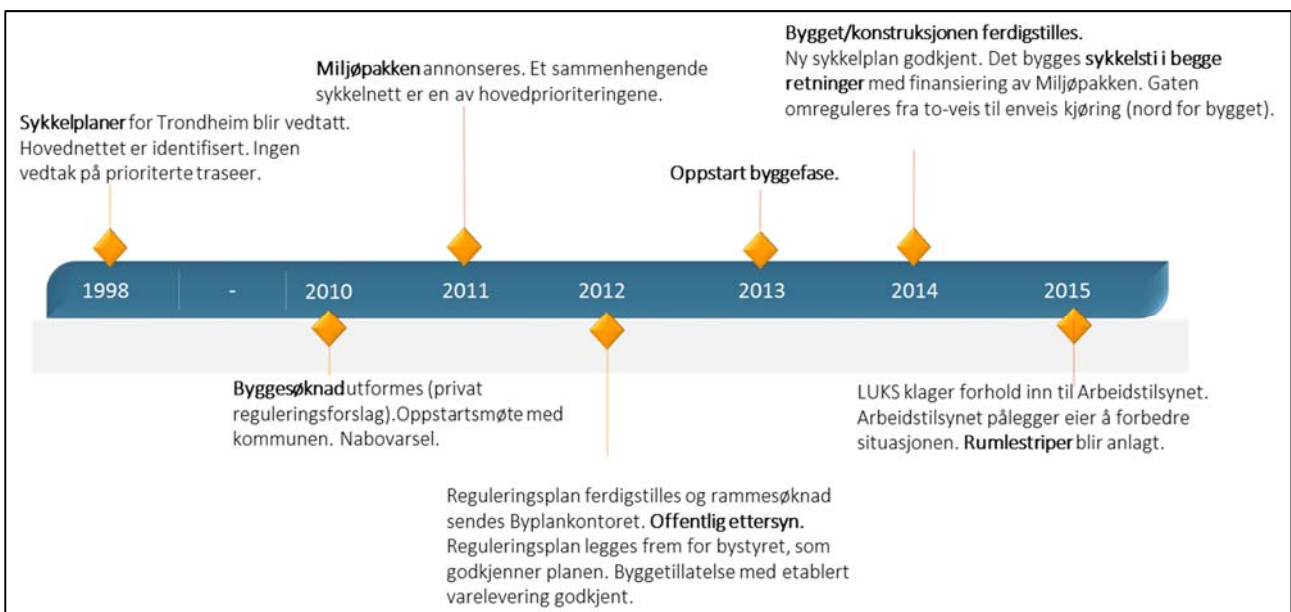 Bygget/konstruksjonen ferdigstilles.
Ny sykkelplan godkjent. Det bygges sykkelsti i begge
retninger med finansiering av Miljøpakken. Gaten
omreguleres fra to-veis til enveis kjøring (nord for bygget).
Miljøpakken annonseres. Et sammenhengende
sykkelnett er en av hovedprioriteringene.
Sykkelplaner for Trondheim blir vedtatt.
Hovednettet er identifisert. Ingen
vedtak på prioriterte traseer.
Oppstart byggefase.
1998 - 2010 2011 2012 2013 2014 2015
Byggesøknad utformes (privat
reguleringsforslag).Oppstartsmøte med
kommunen. Nabovarsel.
LUKS klager forhold inn til Arbeidstilsynet.
Arbeidstilsynet pålegger eier å forbedre
situasjonen. Rumlestriper blir anlagt.
Reguleringsplan ferdigstilles og rammesøknad
sendes Byplankontoret. Offentlig ettersyn.
Reguleringsplan legges frem for bystyret, som
godkjenner planen. Byggetillatelse med etablert
varelevering godkjent.